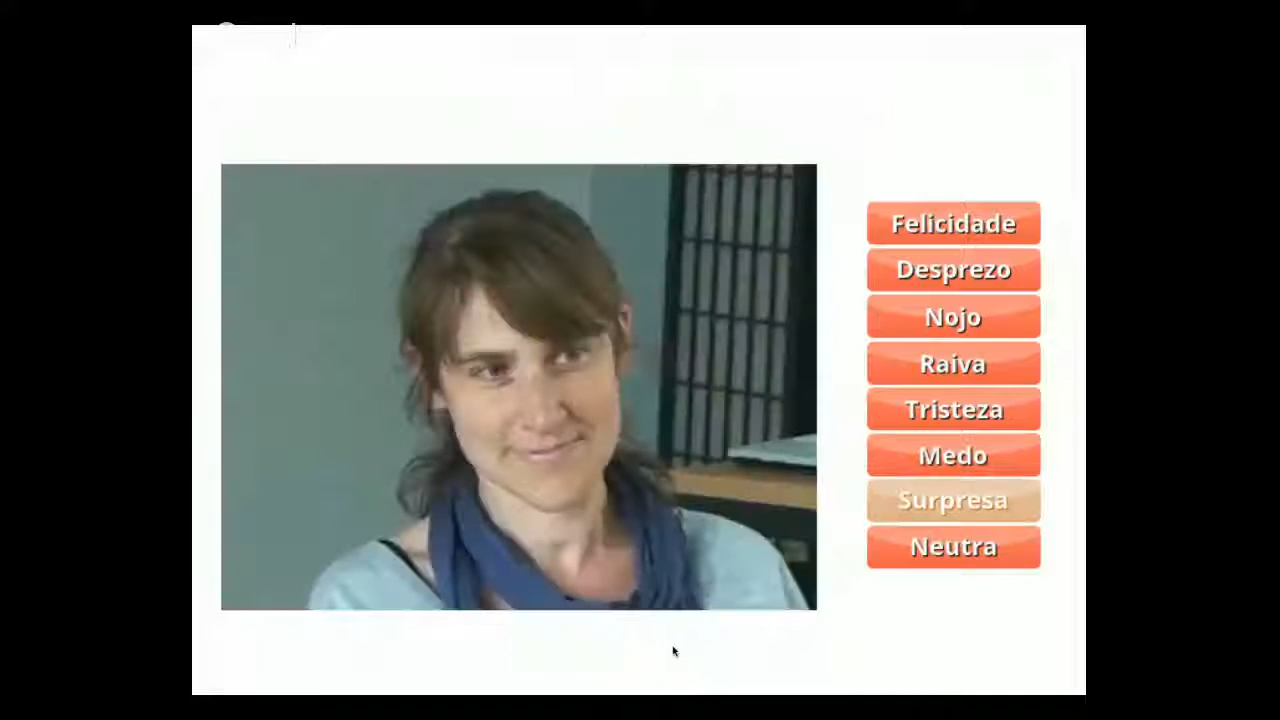 Felicidade
Desprezo
Nojo
Raiva
Tristeza
Medo
Surpresa
Neutra